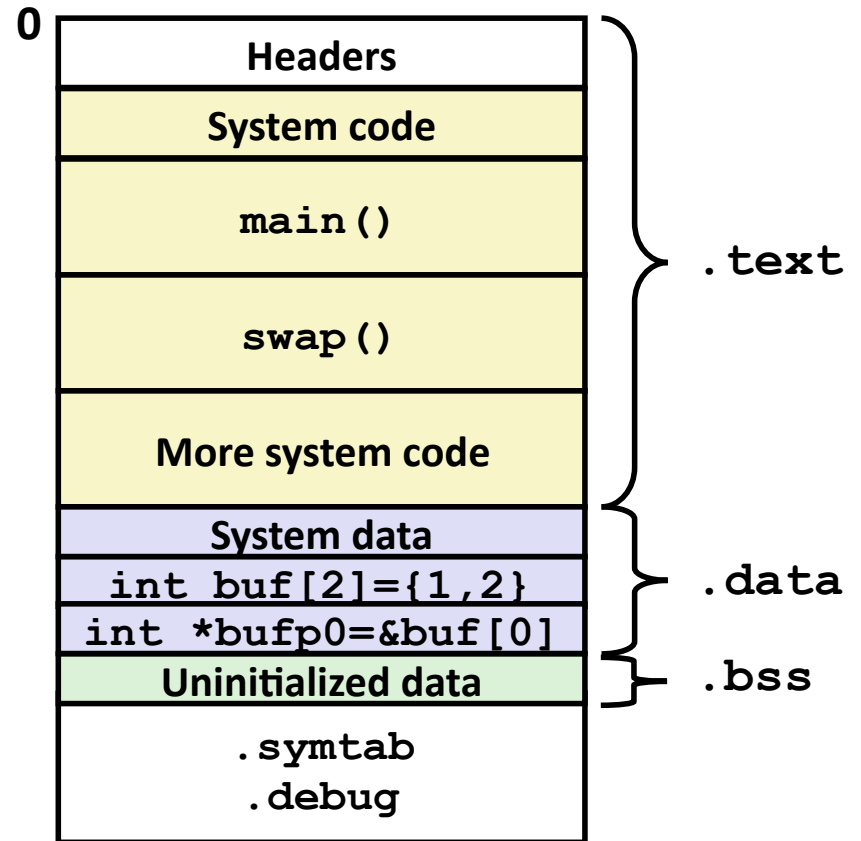 0
Headers
System code
main()
swap()
More system code
.text
System data
int buf[2]={1,2}
int *bufp0=&buf[0]
.data
Uninitialized data
.bss
.symtab
.debug